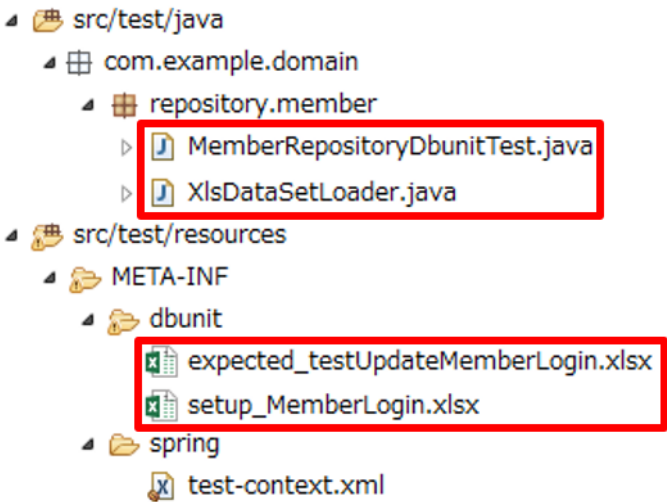 src/test/java
com.example.domain
repository.member
MemberRepositoryDbunitTest.java
XlsDataSetLoader.java
src/test/resources
META-INF
dbunit
expected_testUpdateMemberLogin.xlsx
setup_MemberLogin.xlsx
spring
test-context.xml